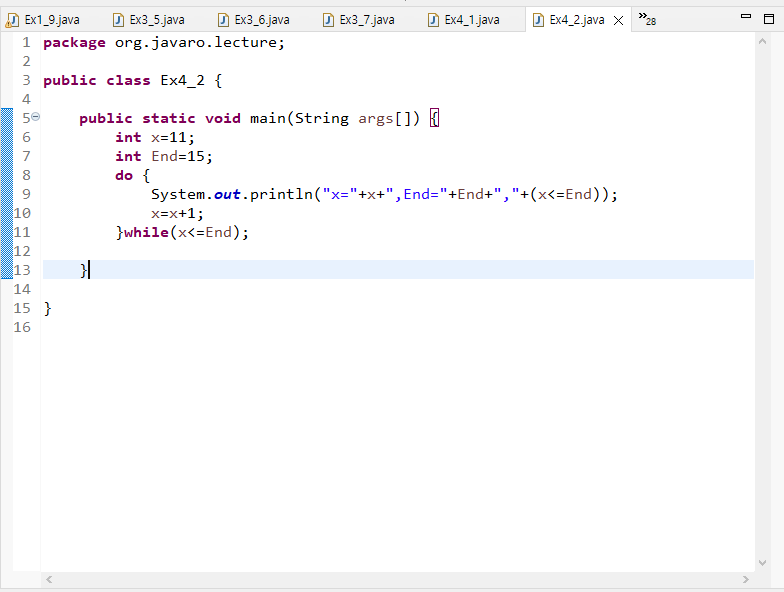 Ex1_9.java Ex3_5.java Ex3_6.java Ex3_7.java Ex4_1.java Ex4_2.java »28
1 package org.javaro.lecture;
2
3 public class Ex4_2 {
4
5 public static void main(String args[]) {
6 int x=11;
7 int End=15;
8 do {
9 System.out.println("x="+x+",End="+End+","+(x<=End));
10 x=x+1;
11 }while(x<=End);
12
13 }
14
15 }
16